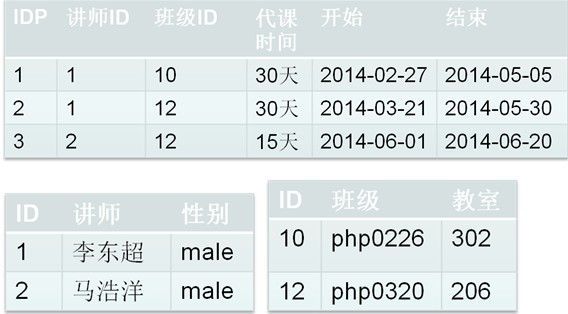 IDP 讲师ID 班级ID 代课时间 开始 结束
1 1 10 30天 2014-02-27 2014-05-05
2 1 12 30天 2014-03-21 2014-05-30
3 2 12 15天 2014-06-01 2014-06-20
ID 讲师 性别
1 李东超 male
2 马浩洋 male
ID 班级 教室
10 php0226 302
12 php0320 206